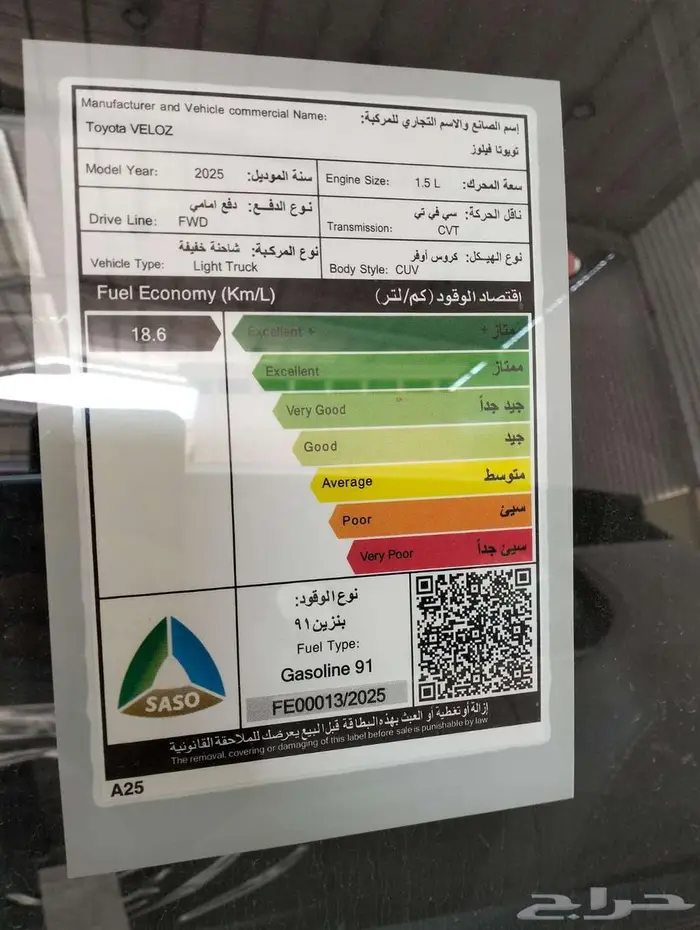 Manufacturer and Vehicle commercial Name: إسم الصانع والاسم التجاري للمركبة:
Toyota VELOZ تويوتا فيلوز
Model Year: 2025 سنة الموديل:
Engine Size: 1.5 L سعة المحرك:
نوع الدفع: دفع امامي
Drive Line: FWD
ناقل الحركة: سي في تي
Transmission: CVT
نوع المركبة: شاحنة خفيفة
Vehicle Type: Light Truck
نوع الهيكل: كروس أوفر
Body Style: CUV
Fuel Economy (Km/L) اقتصاد الوقود (كم/لتر)
18.6
Excellent + ممتاز +
Excellent ممتاز
Very Good جيد جداً
Good جيد
Average متوسط
Poor سيئ
Very Poor سيئ جداً
نوع الوقود:
بنزين ٩١
Fuel Type:
Gasoline 91
FE00013/2025
SASO
إزالة أو تغطية أو العبث بهذه البطاقة قبل البيع يعرضك للملاحقة القانونية
The removal, covering or damaging of this label before sale is punishable by law
A25
حراج